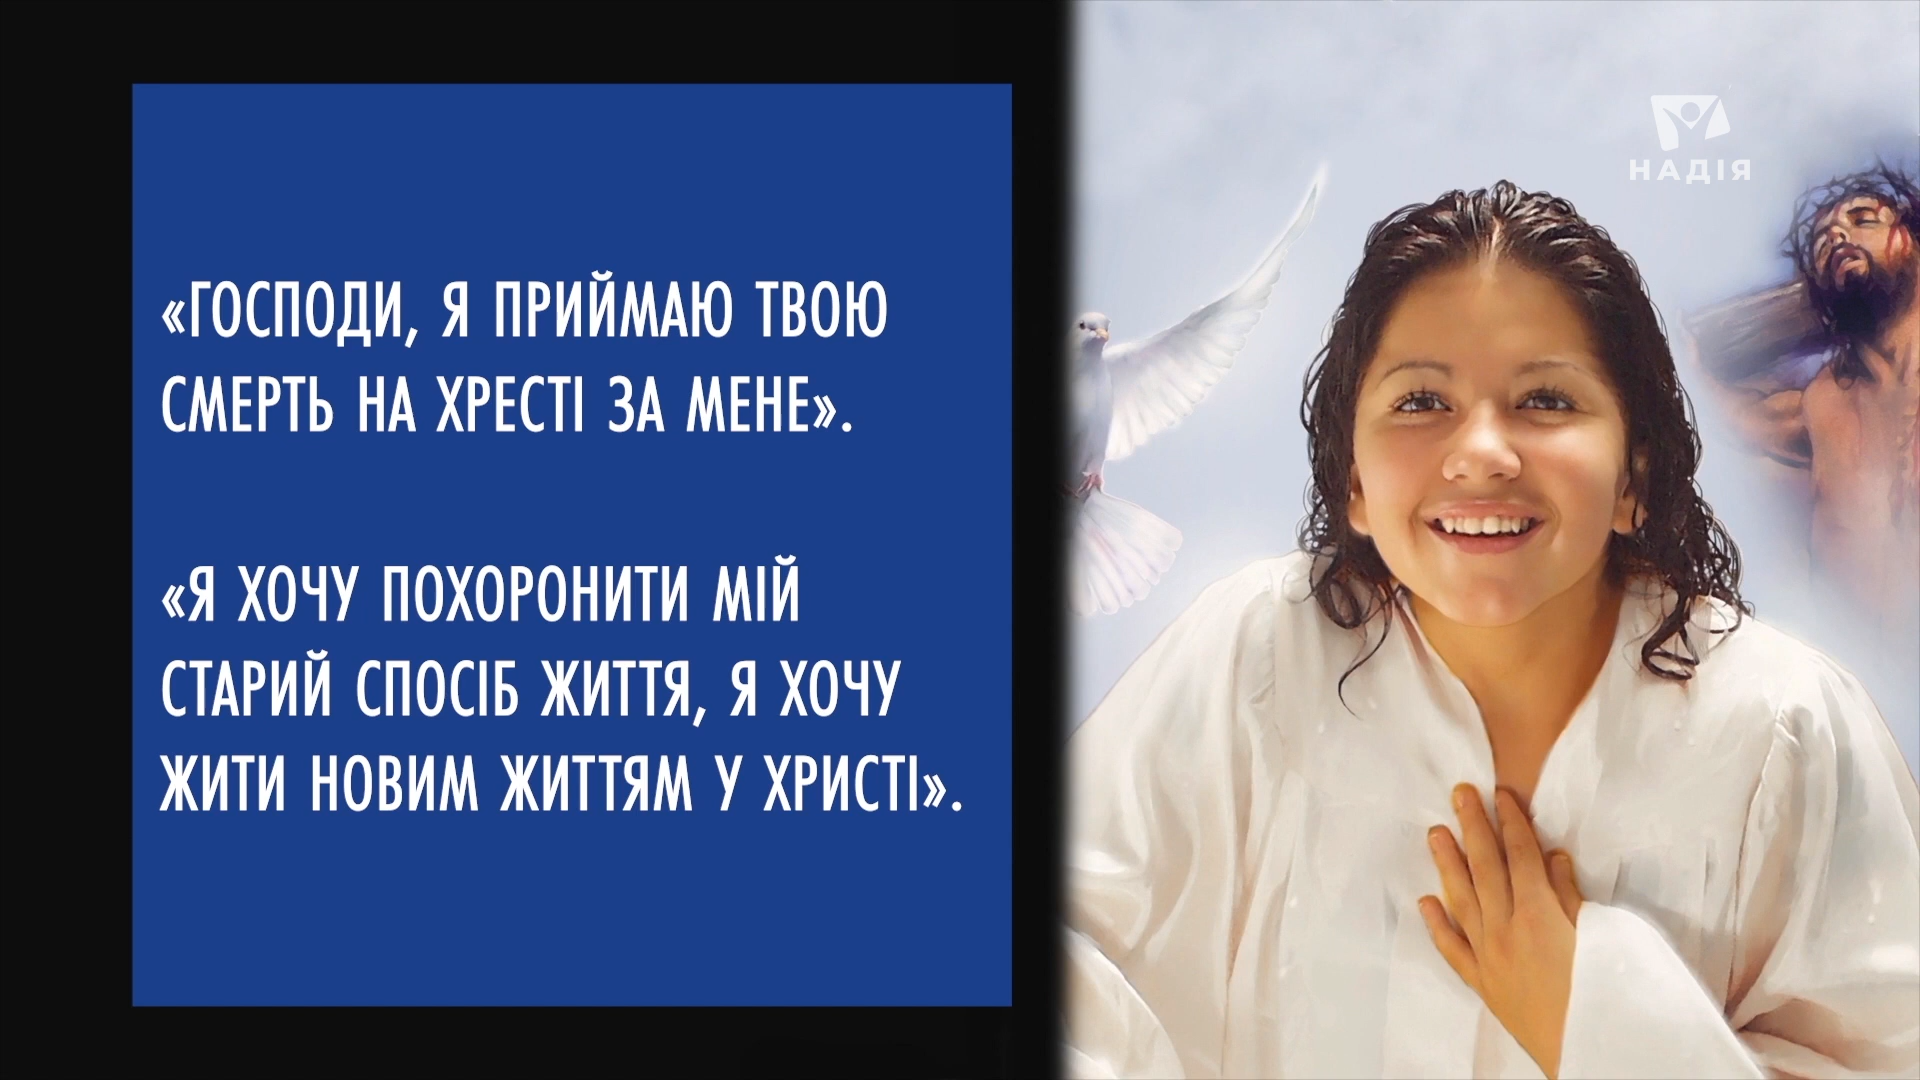 «ГОСПОДИ, Я ПРИЙМАЮ ТВОЮ
СМЕРТЬ НА ХРЕСТІ ЗА МЕНЕ».
«Я ХОЧУ ПОХОРОНИТИ МІЙ
СТАРИЙ СПОСІБ ЖИТТЯ, Я ХОЧУ
ЖИТИ НОВИМ ЖИТТЯМ У ХРИСТІ».
НАДІЯ